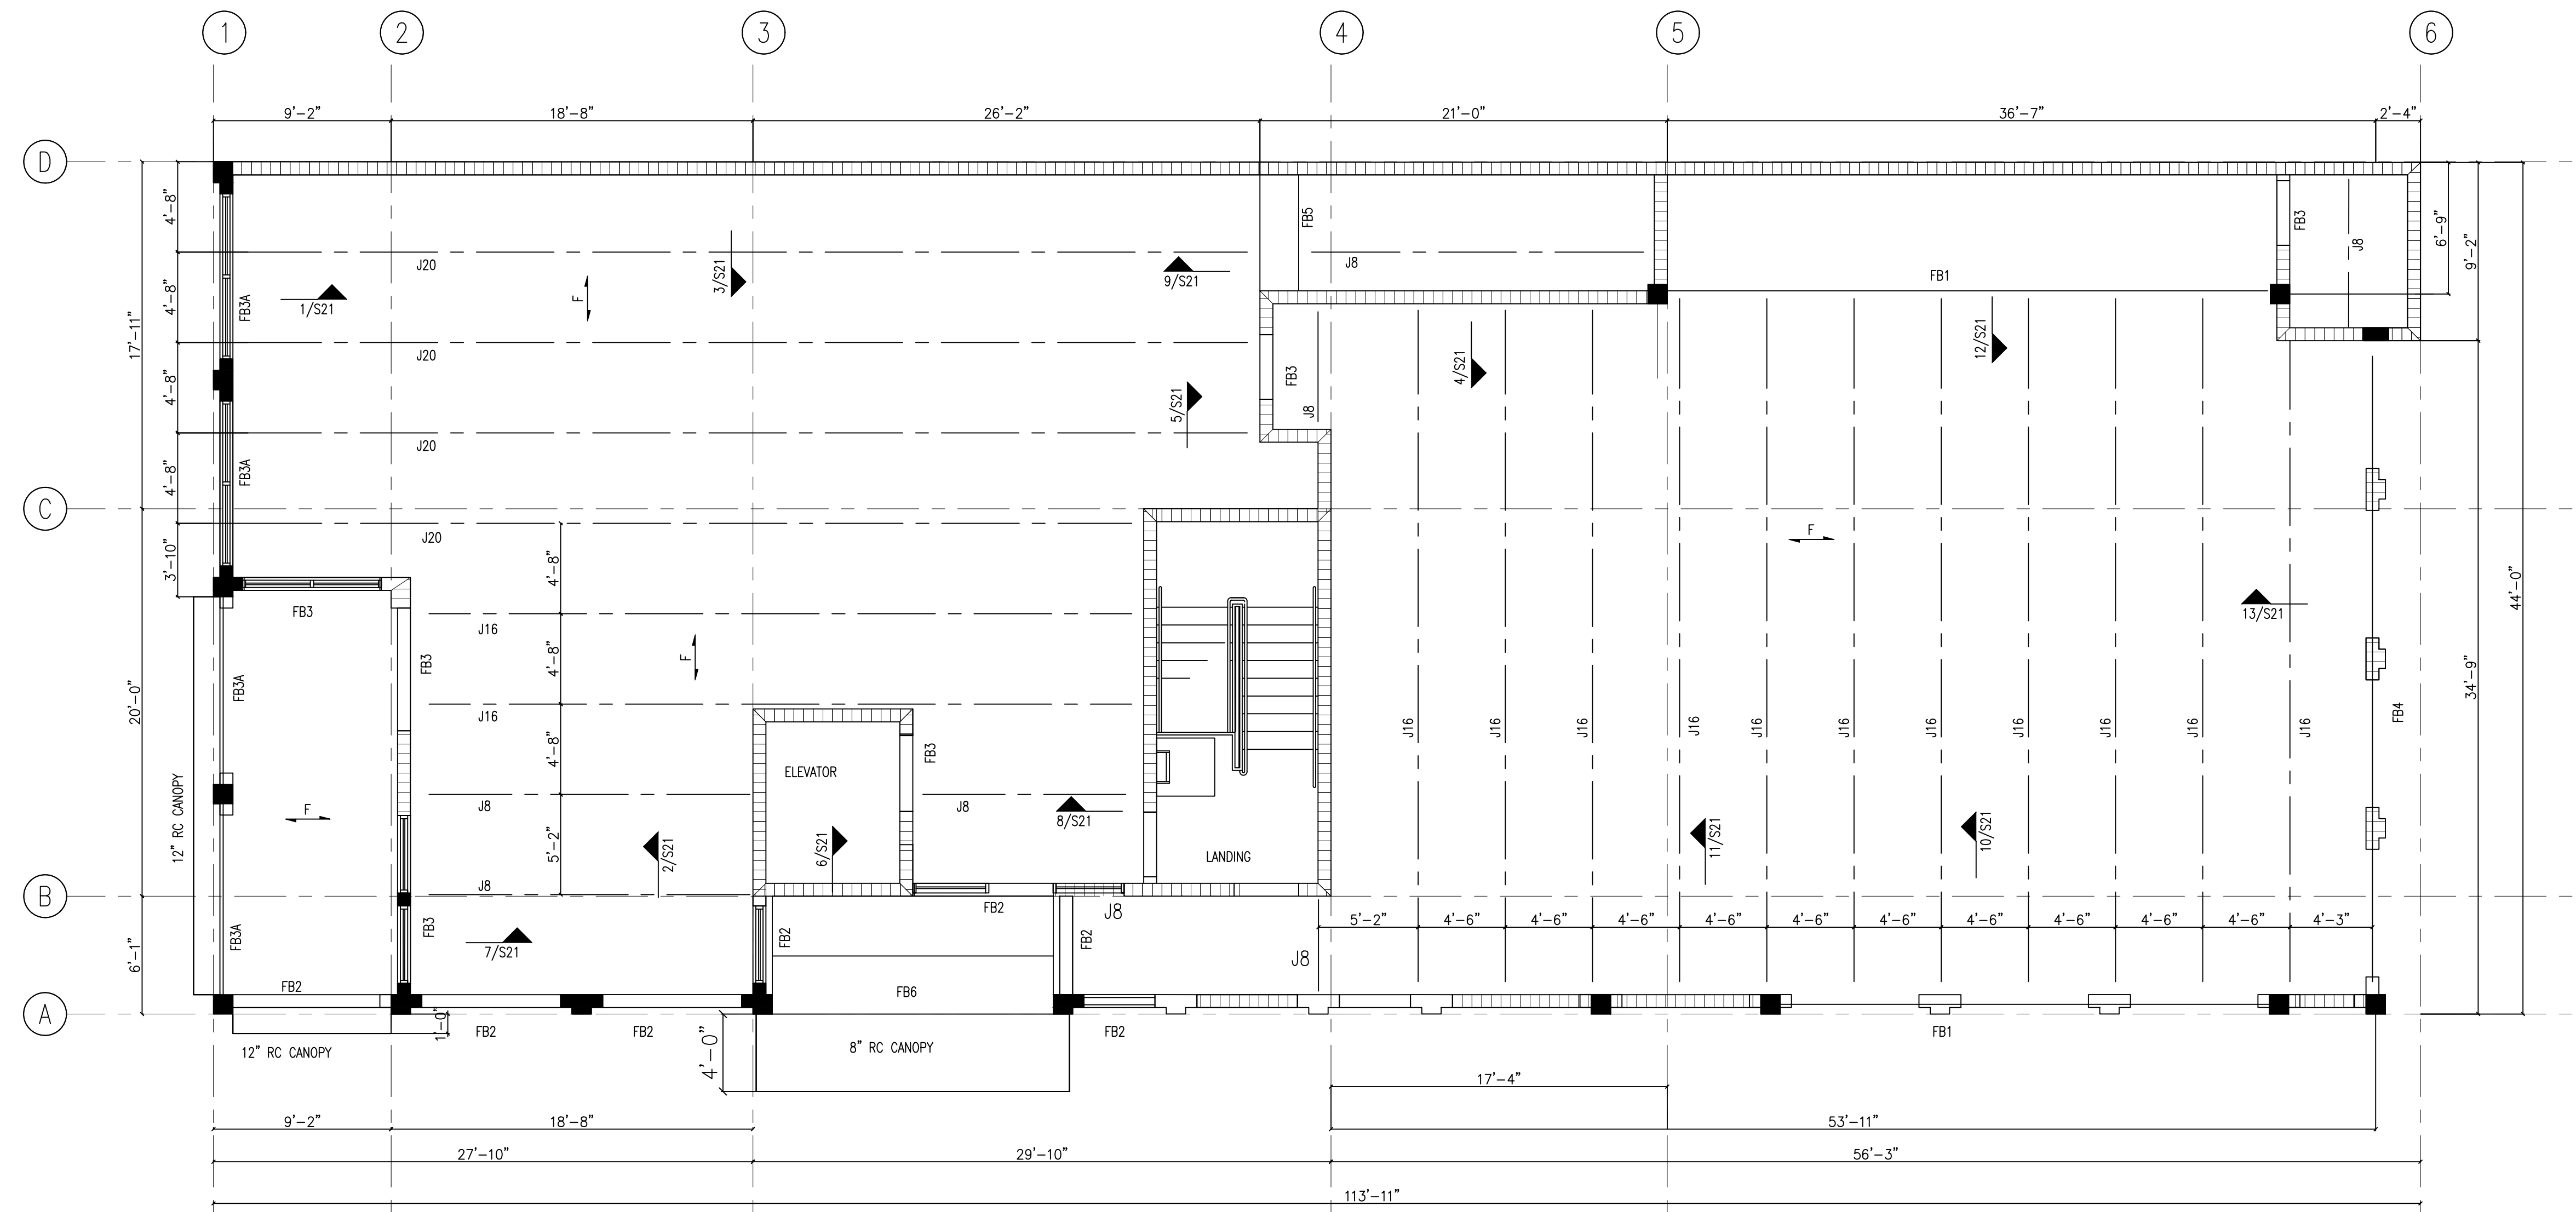 1 2 3 4 5 6
9'-2" 18'-8" 26'-2" 21'-0" 36'-7" 2'-4"
D
4'-8"
FB5
FB3
6'-9"
9'-2"
J8
J20
3/S21
9/S21
J8
FB1
4'-8"
FB3A
1/S21
F
17'-11"
12/S21
J20
4/S21
4'-8"
5/S21
FB3
J8
J20
4'-8"
FB3A
C
J20
F
3'-10"
4'-8"
44'-0"
FB3
13/S21
J16
4'-8"
F
FB3
20'-0"
FB3A
34'-9"
J16
J16 J16 J16 J16 J16 J16 J16 J16 J16 J16 J16
FB4
4'-8"
FB3
ELEVATOR
12" RC CANOPY
F
J8
J8
8/S21
5'-2"
2/S21
6/S21
11/S21
10/S21
LANDING
J8
B
FB2
J8
5'-2" 4'-6" 4'-6" 4'-6" 4'-6" 4'-6" 4'-6" 4'-6" 4'-6" 4'-6" 4'-6" 4'-3"
6'-1"
FB3A
FB3
7/S21
FB2
FB2
J8
FB2
FB6
A
1'-0"
FB2
FB2
FB2
FB1
12" RC CANOPY
4'-0"
8" RC CANOPY
17'-4"
9'-2" 18'-8" 53'-11"
27'-10" 29'-10" 56'-3"
113'-11"